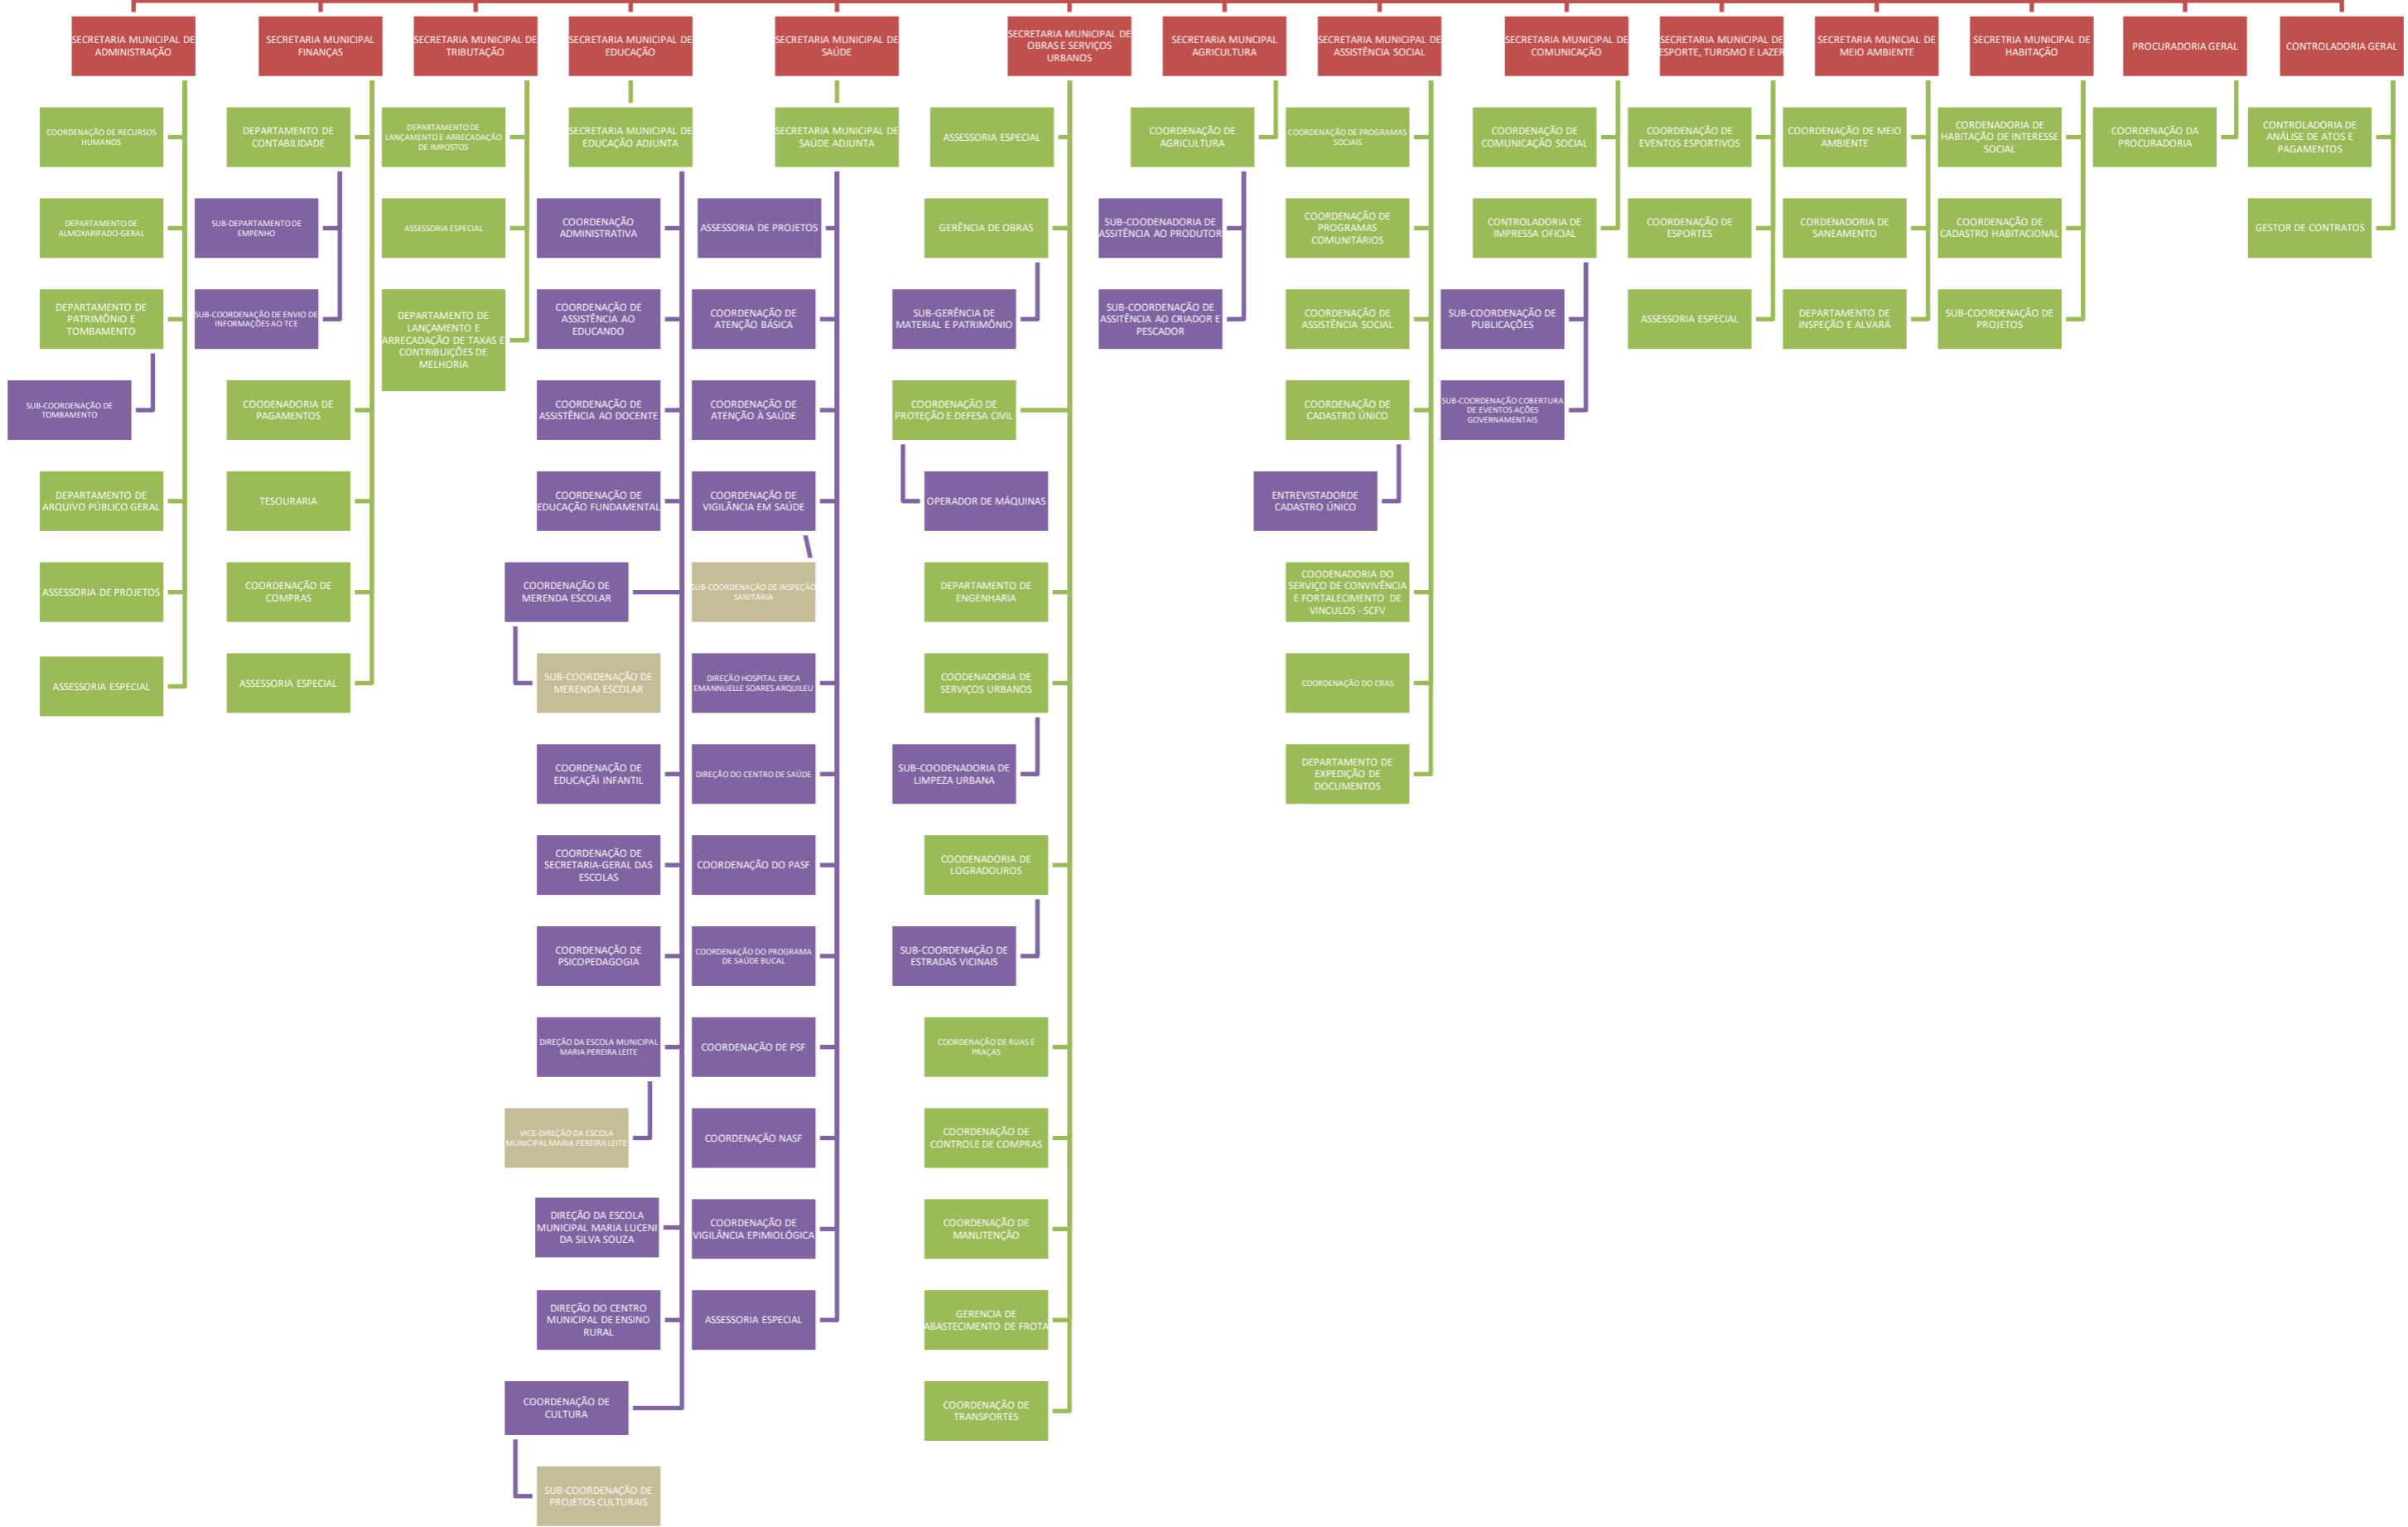 SECRETARIA MUNICIPAL DE
ADMINISTRAÇÃO
SECRETARIA MUNICIPAL
FINANÇAS
SECRETARIA MUNICIPAL DE
TRIBUTAÇÃO
SECRETARIA MUNICIPAL DE
EDUCAÇÃO
SECRETARIA MUNICIPAL DE
SAÚDE
SECRETARIA MUNICIPAL DE
OBRAS E SERVIÇOS
URBANOS
SECRETARIA MUNCIPAL
AGRICULTURA
SECRETARIA MUNICIPAL DE
ASSISTÊNCIA SOCIAL
SECRETARIA MUNICIPAL DE
COMUNICAÇÃO
SECRETARIA MUNICIPAL DE
ESPORTE, TURISMO E LAZER
SECRETARIA MUNICIAL DE
MEIO AMBIENTE
SECRETRIA MUNICIPAL DE
HABITAÇÃO
PROCURADORIA GERAL
CONTROLADORIA GERAL
COORDENAÇÃO DE RECURSOS
HUMANOS
DEPARTAMENTO DE
ALMOXARIFADO-GERAL
DEPARTAMENTO DE
PATRIMÔNIO E
TOMBAMENTO
SUB-COORDENAÇÃO DE
TOMBAMENTO
DEPARTAMENTO DE
ARQUIVO PÚBLICO GERAL
ASSESSORIA DE PROJETOS
ASSESSORIA ESPECIAL
DEPARTAMENTO DE
CONTABILIDADE
SUB-DEPARTAMENTO DE
EMPENHO
SUB-COORDENAÇÃO DE ENVIO DE
INFORMAÇÕES AO TCE
COODENADORIA DE
PAGAMENTOS
TESOURARIA
COORDENAÇÃO DE
COMPRAS
ASSESSORIA ESPECIAL
DEPARTAMENTO DE
LANÇAMENTO E ARRECADAÇÃO
DE IMPOSTOS
ASSESSORIA ESPECIAL
DEPARTAMENTO DE
LANÇAMENTO E
ARRECADAÇÃO DE TAXAS E
CONTRIBUIÇÕES DE
MELHORIA
SECRETARIA MUNICIPAL DE
EDUCAÇÃO ADJUNTA
COORDENAÇÃO
ADMINISTRATIVA
COORDENAÇÃO DE
ASSISTÊNCIA AO
EDUCANDO
COORDENAÇÃO DE
ASSISTÊNCIA AO DOCENTE
COORDENAÇÃO DE
EDUCAÇÃO FUNDAMENTAL
COORDENAÇÃO DE
MERENDA ESCOLAR
SUB-COORDENAÇÃO DE
MERENDA ESCOLAR
COORDENAÇÃO DE
EDUCAÇÃI INFANTIL
COORDENAÇÃO DE
SECRETARIA-GERAL DAS
ESCOLAS
COORDENAÇÃO DE
PSICOPEDAGOGIA
DIREÇÃO DA ESCOLA MUNICIPAL
MARIA PEREIRA LEITE
VICE-DIREÇÃO DA ESCOLA
MUNICIPAL MARIA PEREIRA LEITE
DIREÇÃO DA ESCOLA
MUNICIPAL MARIA LUCENI
DA SILVA SOUZA
DIREÇÃO DO CENTRO
MUNICIPAL DE ENSINO
RURAL
COORDENAÇÃO DE
CULTURA
SUB-COORDENAÇÃO DE
PROJETOS CULTURAIS
SECRETARIA MUNICIPAL DE
SAÚDE ADJUNTA
ASSESSORIA DE PROJETOS
COORDENAÇÃO DE
ATENÇÃO BÁSICA
COORDENAÇÃO DE
ATENÇÃO À SAÚDE
COORDENAÇÃO DE
VIGILÂNCIA EM SAÚDE
SUB-COORDENAÇÃO DE INSPEÇÃO
SANITÁRIA
DIREÇÃO HOSPITAL ERICA
EMANNUELLE SOARES ARQUILEU
DIREÇÃO DO CENTRO DE SAÚDE
COORDENAÇÃO DO PASF
COORDENAÇÃO DO PROGRAMA
DE SAÚDE BUCAL
COORDENAÇÃO DE PSF
COORDENAÇÃO NASF
COORDENAÇÃO DE
VIGILÂNCIA EPIMIOLÓGICA
ASSESSORIA ESPECIAL
ASSESSORIA ESPECIAL
GERÊNCIA DE OBRAS
SUB-GERÊNCIA DE
MATERIAL E PATRIMÔNIO
COORDENAÇÃO DE
PROTEÇÃO E DEFESA CIVIL
OPERADOR DE MÁQUINAS
DEPARTAMENTO DE
ENGENHARIA
COODENADORIA DE
SERVIÇOS URBANOS
SUB-COODENADORIA DE
LIMPEZA URBANA
COODENADORIA DE
LOGRADOUROS
SUB-COORDENAÇÃO DE
ESTRADAS VICINAIS
COORDENAÇÃO DE RUAS E
PRAÇAS
COORDENAÇÃO DE
CONTROLE DE COMPRAS
COORDENAÇÃO DE
MANUTENÇÃO
GERENCIA DE
ABASTECIMENTO DE FROTA
COORDENAÇÃO DE
TRANSPORTES
COORDENAÇÃO DE
AGRICULTURA
SUB-COODENADORIA DE
ASSITÊNCIA AO PRODUTOR
SUB-COORDENAÇÃO DE
ASSITÊNCIA AO CRIADOR E
PESCADOR
COORDENAÇÃO DE PROGRAMAS
SOCIAIS
COORDENAÇÃO DE
PROGRAMAS
COMUNITÁRIOS
COORDENAÇÃO DE
ASSISTÊNCIA SOCIAL
COORDENAÇÃO DE
CADASTRO ÚNICO
ENTREVISTADORDE
CADASTRO ÚNICO
COODENADORIA DO
SERVIÇO DE CONVIVÊNCIA
E FORTALECIMENTO DE
VINCULOS - SCFV
COORDENAÇÃO DO CRAS
DEPARTAMENTO DE
EXPEDIÇÃO DE
DOCUMENTOS
COORDENAÇÃO DE
COMUNICAÇÃO SOCIAL
CONTROLADORIA DE
IMPRESSA OFICIAL
SUB-COORDENAÇÃO DE
PUBLICAÇÕES
SUB-COORDENAÇÃO COBERTURA
DE EVENTOS AÇÕES
GOVERNAMENTAIS
COORDENAÇÃO DE
EVENTOS ESPORTIVOS
COORDENAÇÃO DE
ESPORTES
ASSESSORIA ESPECIAL
COORDENAÇÃO DE MEIO
AMBIENTE
CORDENADORIA DE
SANEAMENTO
DEPARTAMENTO DE
INSPEÇÃO E ALVARÁ
CORDENADORIA DE
HABITAÇÃO DE INTERESSE
SOCIAL
COORDENAÇÃO DE
CADASTRO HABITACIONAL
SUB-COORDENAÇÃO DE
PROJETOS
COORDENAÇÃO DA
PROCURADORIA
CONTROLADORIA DE
ANÁLISE DE ATOS E
PAGAMENTOS
GESTOR DE CONTRATOS